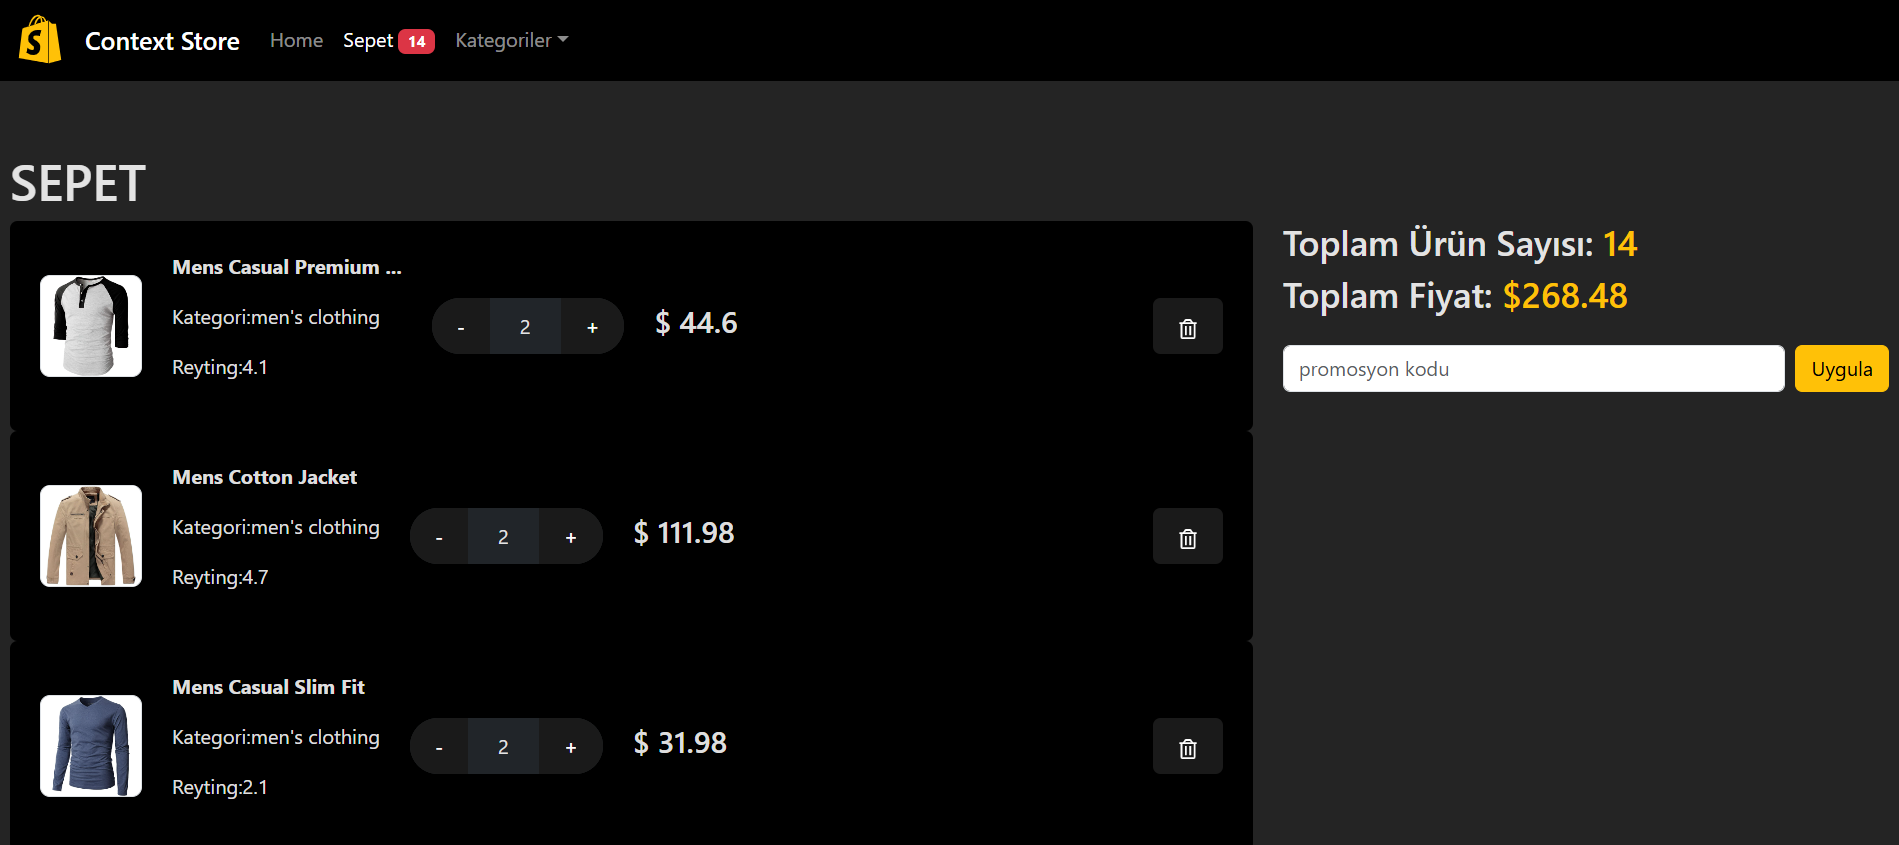 S
Context Store Home Sepet 14 Kategoriler
SEPET
Mens Casual Premium ...
Kategori:men's clothing
Reyting:4.1
- 2 +
$ 44.6
Mens Cotton Jacket
Kategori:men's clothing
Reyting:4.7
- 2 +
$ 111.98
Mens Casual Slim Fit
Kategori:men's clothing
Reyting:2.1
- 2 +
$ 31.98
Toplam Ürün Sayısı: 14
Toplam Fiyat: $268.48
promosyon kodu
Uygula